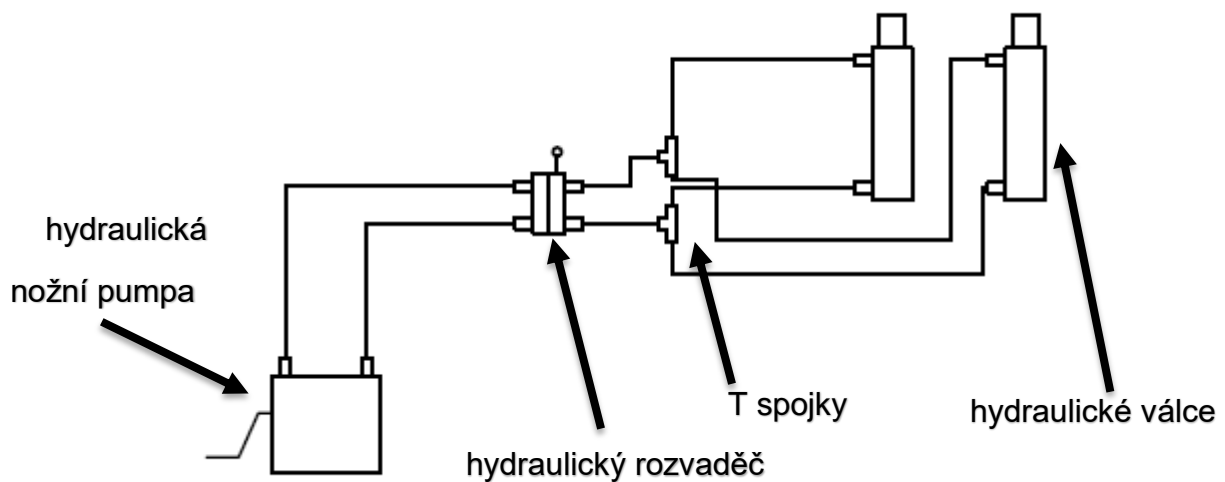 hydraulická
nožní pumpa
T spojky
hydraulické válce
hydraulický rozvaděč